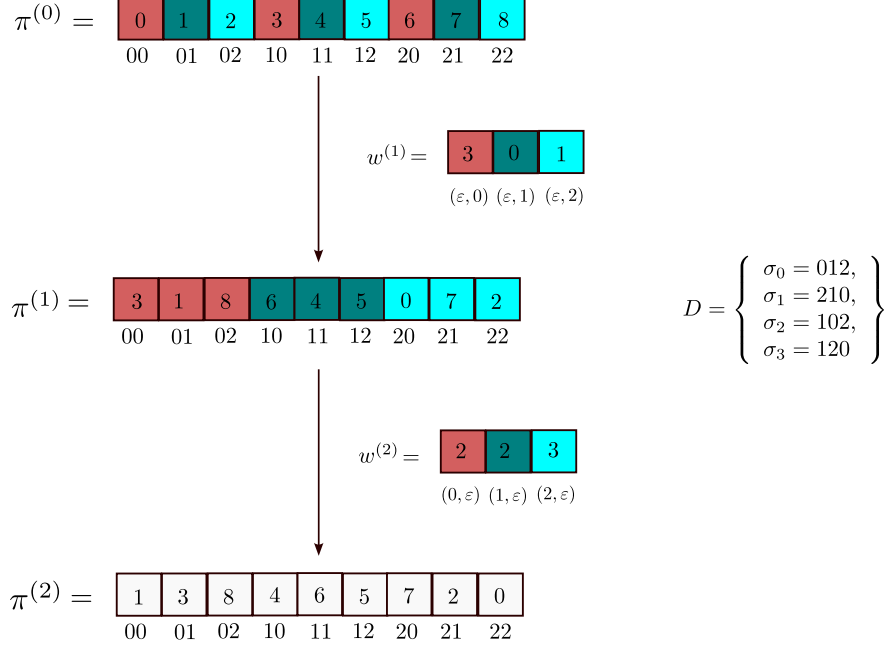 π⁽⁰⁾ = 0 1 2 3 4 5 6 7 8
00 01 02 10 11 12 20 21 22
w⁽¹⁾ = 3 0 1
(ε, 0) (ε, 1) (ε, 2)
π⁽¹⁾ = 3 1 8 6 4 5 0 7 2
00 01 02 10 11 12 20 21 22
D = { σ₀ = 012,
σ₁ = 210,
σ₂ = 102,
σ₃ = 120 }
w⁽²⁾ = 2 2 3
(0, ε) (1, ε) (2, ε)
π⁽²⁾ = 1 3 8 4 6 5 7 2 0
00 01 02 10 11 12 20 21 22